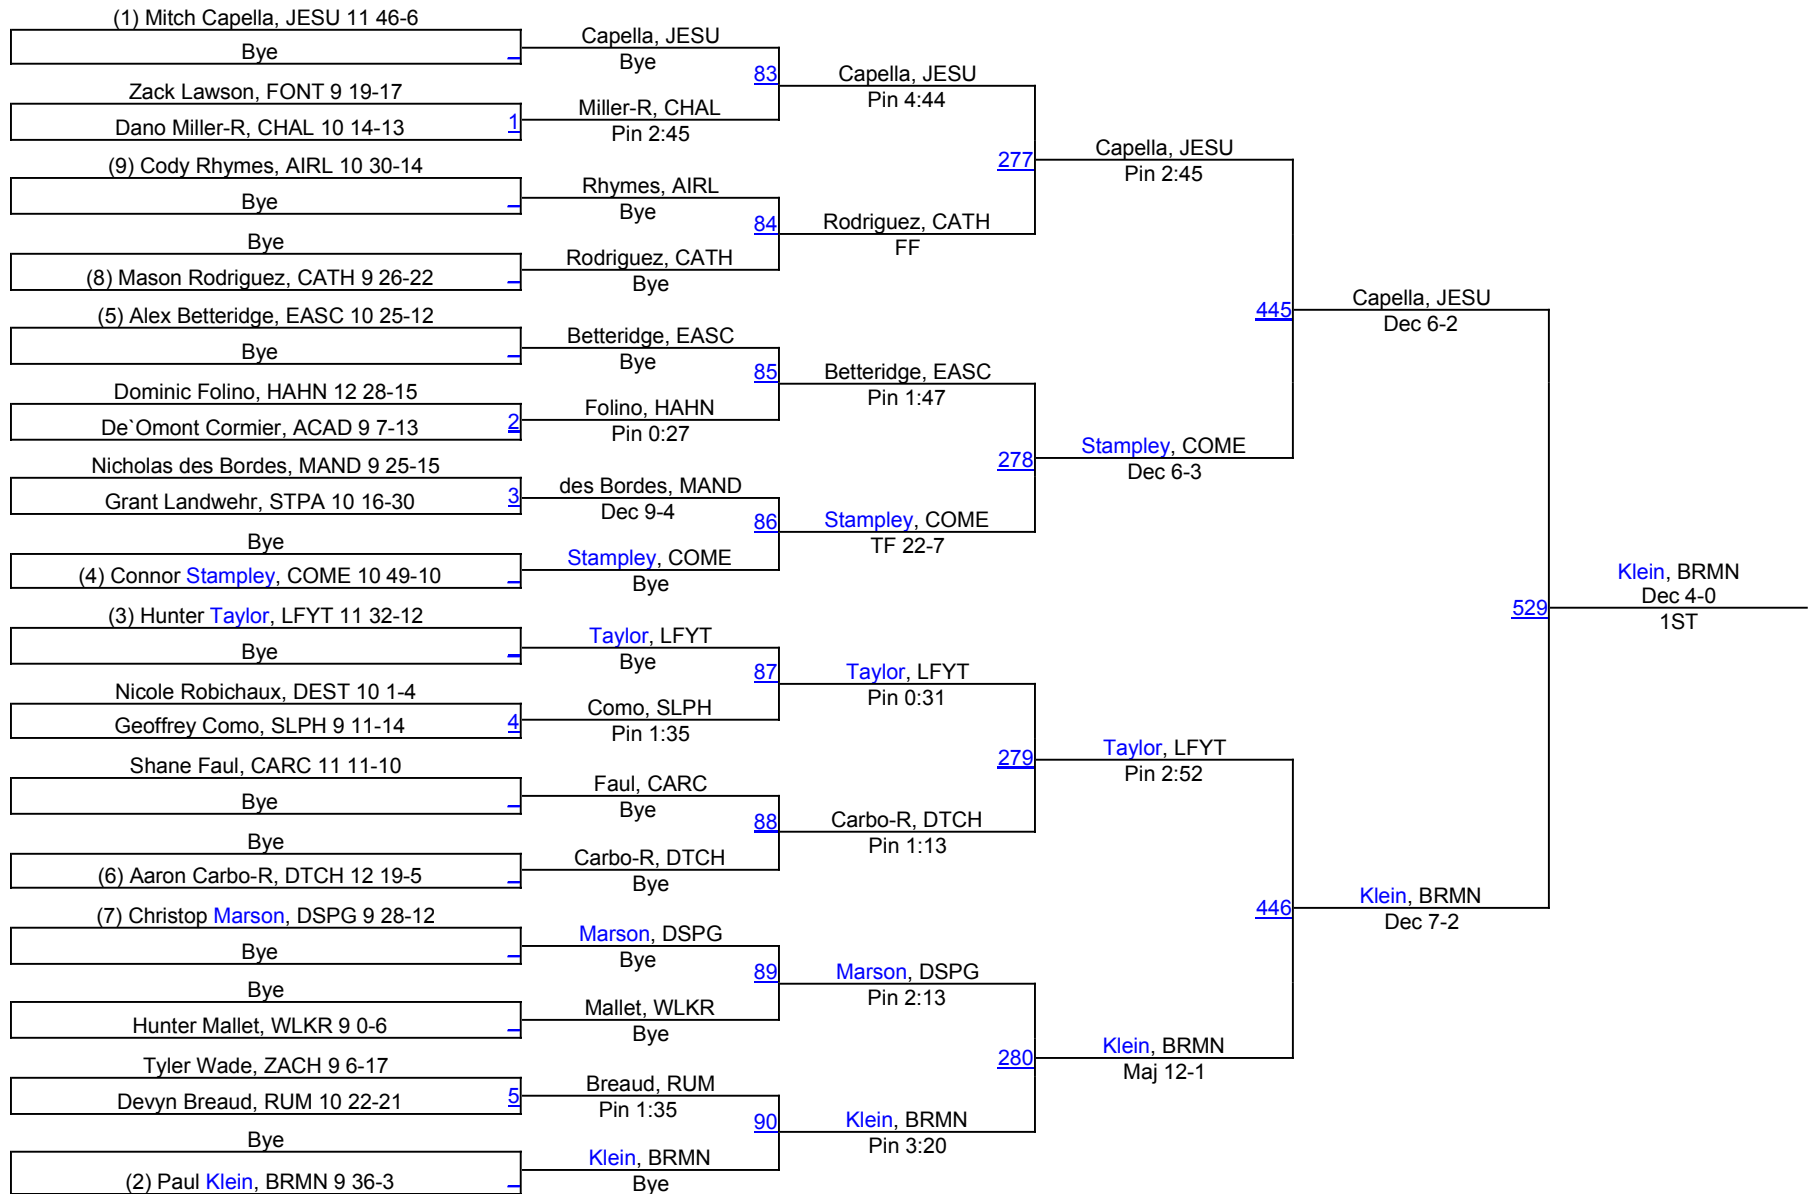 (1) Mitch Capella, JESU 11 46-6
Bye
Zack Lawson, FONT 9 19-17
Dano Miller-R, CHAL 10 14-13
1
(9) Cody Rhymes, AIRL 10 30-14
Bye
Bye
(8) Mason Rodriguez, CATH 9 26-22
(5) Alex Betteridge, EASC 10 25-12
Bye
Dominic Folino, HAHN 12 28-15
De`Omont Cormier, ACAD 9 7-13
2
Nicholas des Bordes, MAND 9 25-15
Grant Landwehr, STPA 10 16-30
3
Bye
(4) Connor Stampley, COME 10 49-10
(3) Hunter Taylor, LFYT 11 32-12
Bye
Nicole Robichaux, DEST 10 1-4
Geoffrey Como, SLPH 9 11-14
4
Shane Faul, CARC 11 11-10
Bye
Bye
(6) Aaron Carbo-R, DTCH 12 19-5
(7) Christop Marson, DSPG 9 28-12
Bye
Bye
Hunter Mallet, WLKR 9 0-6
Tyler Wade, ZACH 9 6-17
Devyn Breaud, RUM 10 22-21
5
Bye
(2) Paul Klein, BRMN 9 36-3
Capella, JESU
Bye
83
Miller-R, CHAL
Pin 2:45
Rhymes, AIRL
Bye
84
Rodriguez, CATH
Bye
Betteridge, EASC
Bye
85
Folino, HAHN
Pin 0:27
des Bordes, MAND
Dec 9-4
86
Stampley, COME
Bye
Taylor, LFYT
Bye
87
Como, SLPH
Pin 1:35
Faul, CARC
Bye
88
Carbo-R, DTCH
Bye
Marson, DSPG
Bye
89
Mallet, WLKR
Bye
Breaud, RUM
Pin 1:35
90
Klein, BRMN
Bye
Capella, JESU
Pin 4:44
277
Rodriguez, CATH
FF
Betteridge, EASC
Pin 1:47
278
Stampley, COME
TF 22-7
Taylor, LFYT
Pin 0:31
279
Carbo-R, DTCH
Pin 1:13
Marson, DSPG
Pin 2:13
280
Klein, BRMN
Pin 3:20
Capella, JESU
Pin 2:45
445
Stampley, COME
Dec 6-3
Taylor, LFYT
Pin 2:52
446
Klein, BRMN
Maj 12-1
Capella, JESU
Dec 6-2
529
Klein, BRMN
Dec 7-2
Klein, BRMN
Dec 4-0
1ST